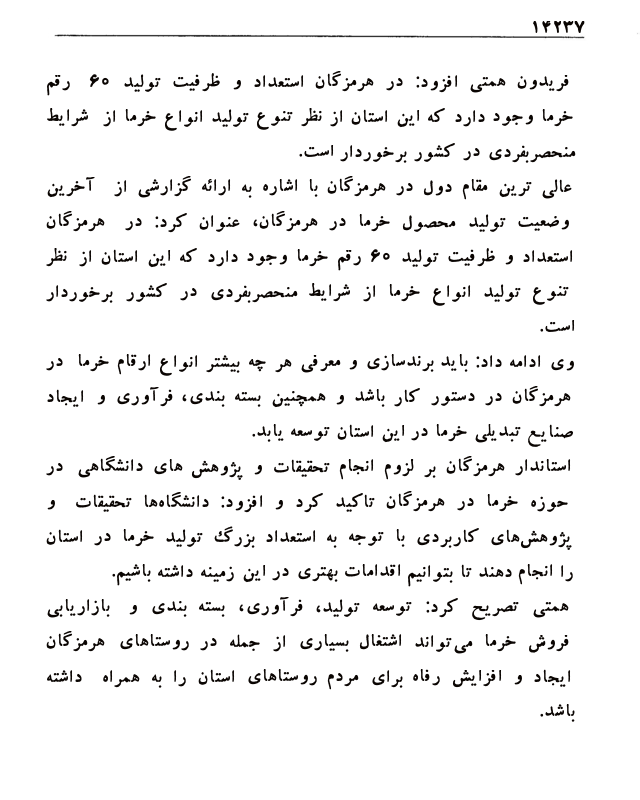 ۱۴۲۳۷
فریدون همتی افزود: در هرمزگان استعداد و ظرفیت تولید ۶۰ رقم
خرما وجود دارد که این استان از نظر تنوع تولید انواع خرما از شرایط
منحصربفردی در کشور برخوردار است.
عالی ترین مقام دول در هرمزگان با اشاره به ارائه گزارشی از آخرین
وضعیت تولید محصول خرما در هرمزگان، عنوان کرد: در هرمزگان
استعداد و ظرفیت تولید ۶۰ رقم خرما وجود دارد که این استان از نظر
تنوع تولید انواع خرما از شرایط منحصربفردی در کشور برخوردار
است.
وی ادامه داد: باید برندسازی و معرفی هر چه بیشتر انواع ارقام خرما در
هرمزگان در دستور کار باشد و همچنین بسته بندی، فرآوری و ایجاد
صنایع تبدیلی خرما در این استان توسعه یابد.
استاندار هرمزگان بر لزوم انجام تحقیقات و پژوهش های دانشگاهی در
حوزه خرما در هرمزگان تاکید کرد و افزود: دانشگاه‌ها تحقیقات و
پژوهش‌های کاربردی با توجه به استعداد بزرگ تولید خرما در استان
را انجام دهند تا بتوانیم اقدامات بهتری در این زمینه داشته باشیم.
همتی تصریح کرد: توسعه تولید، فرآوری، بسته بندی و بازاریابی
فروش خرما می‌تواند اشتغال بسیاری از جمله در روستاهای هرمزگان
ایجاد و افزایش رفاه برای مردم روستاهای استان را به همراه داشته
باشد.